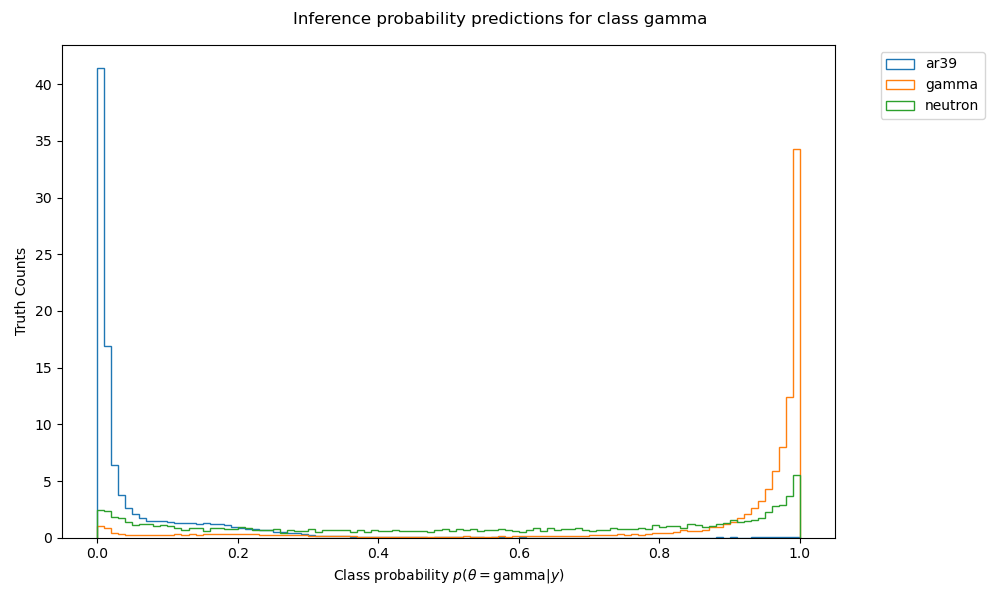 Inference probability predictions for class gamma
ar39
gamma
neutron
Truth Counts
40
35
30
25
20
15
10
5
0
0.0 0.2 0.4 0.6 0.8 1.0
Class probability p(θ = gamma|y)